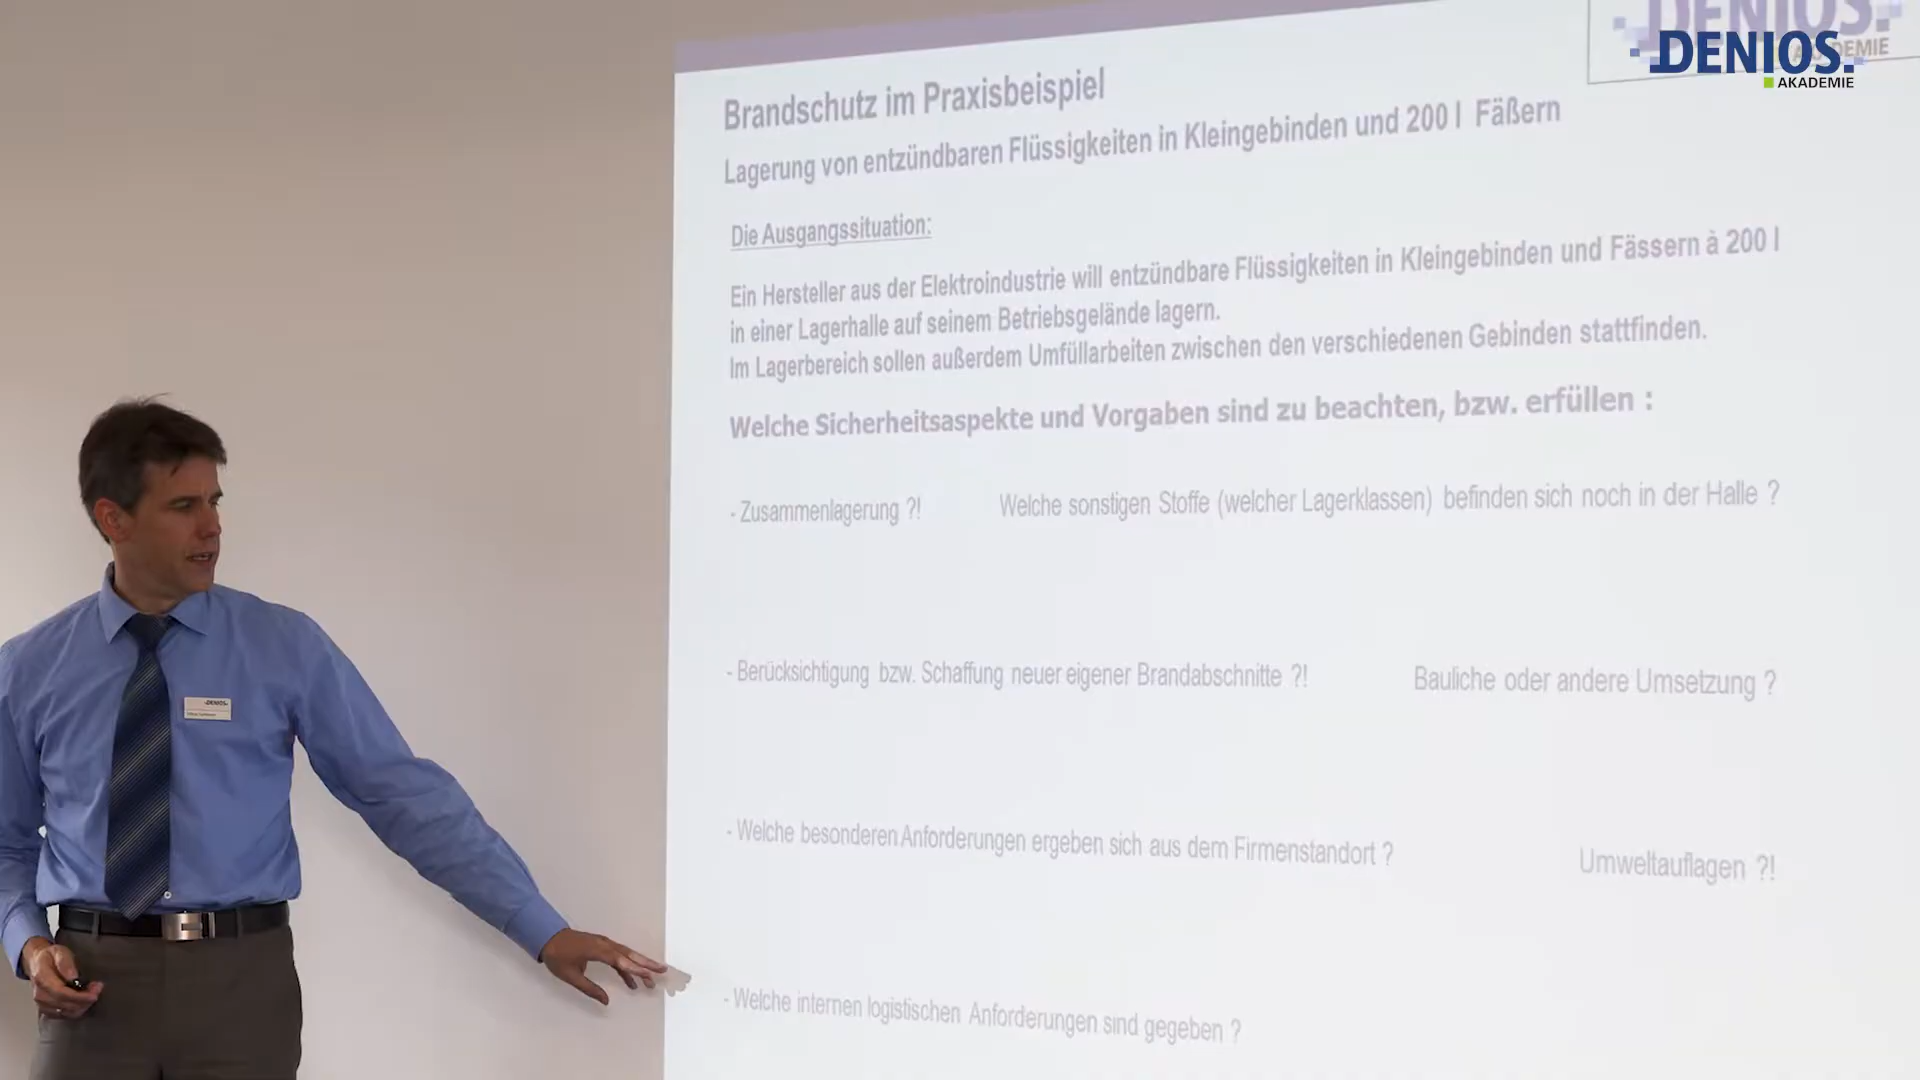 DENIOS
AKADEMIE
DENIOS.
AKADEMIE
Brandschutz im Praxisbeispiel
Lagerung von entzündbaren Flüssigkeiten in Kleingebinden und 200 l Fäßern
Die Ausgangssituation:
Ein Hersteller aus der Elektroindustrie will entzündbare Flüssigkeiten in Kleingebinden und Fässern à 200 l
in einer Lagerhalle auf seinem Betriebsgelände lagern.
Im Lagerbereich sollen außerdem Umfüllarbeiten zwischen den verschiedenen Gebinden stattfinden.
Welche Sicherheitsaspekte und Vorgaben sind zu beachten, bzw. erfüllen :
- Zusammenlagerung ?! Welche sonstigen Stoffe (welcher Lagerklassen) befinden sich noch in der Halle ?
- Berücksichtigung bzw. Schaffung neuer eigener Brandabschnitte ?! Bauliche oder andere Umsetzung ?
- Welche besonderen Anforderungen ergeben sich aus dem Firmenstandort ? Umweltauflagen ?!
- Welche internen logistischen Anforderungen sind gegeben ?
DENIOS.